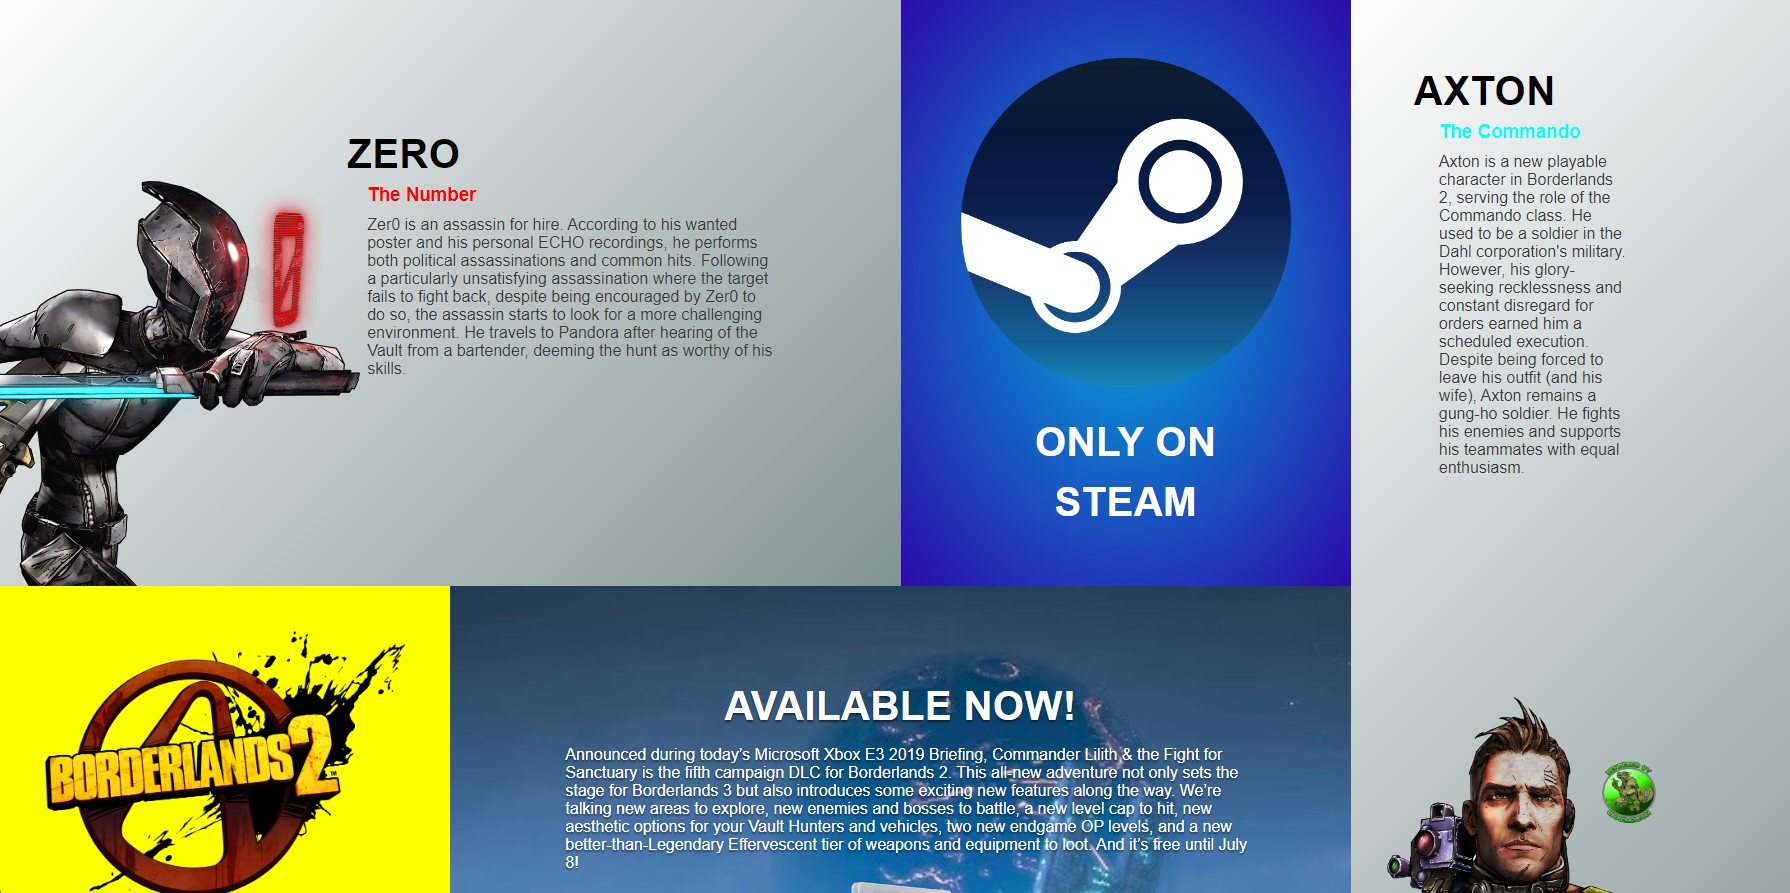 ZERO
The Number
Zer0 is an assassin for hire. According to his wanted
poster and his personal ECHO recordings, he performs
both political assassinations and common hits. Following
a particularly unsatisfying assassination where the target
fails to fight back, despite being encouraged by Zer0 to
do so, the assassin starts to look for a more challenging
environment. He travels to Pandora after hearing of the
Vault from a bartender, deeming the hunt as worthy of his
skills.
0
ONLY ON
STEAM
AXTON
The Commando
Axton is a new playable
character in Borderlands
2, serving the role of the
Commando class. He
used to be a soldier in the
Dahl corporation's military.
However, his glory-
seeking recklessness and
constant disregard for
orders earned him a
scheduled execution.
Despite being forced to
leave his outfit (and his
wife), Axton remains a
gung-ho soldier. He fights
his enemies and supports
his teammates with equal
enthusiasm.
BORDERLANDS 2
TM
AVAILABLE NOW!
Announced during today's Microsoft Xbox E3 2019 Briefing, Commander Lilith & the Fight for
Sanctuary is the fifth campaign DLC for Borderlands 2. This all-new adventure not only sets the
stage for Borderlands 3 but also introduces some exciting new features along the way. We're
talking new areas to explore, new enemies and bosses to battle, a new level cap to hit, new
aesthetic options for your Vault Hunters and vehicles, two new endgame OP levels, and a new
better-than-Legendary Effervescent tier of weapons and equipment to loot. And it's free until July
8!